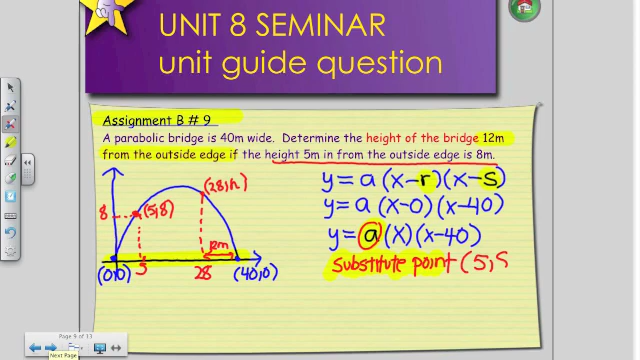 UNIT 8 SEMINAR
unit guide question
Assignment B # 9
A parabolic bridge is 40m wide. Determine the height of the bridge 12m
from the outside edge if the height 5m in from the outside edge is 8m.
y = a (x-r)(x-s)
y = a (x-0)(x-40)
y = a (x)(x-40)
Substitute point (5,
(28,h)
8
(5,8)
12m
(0,0)
5
28
(40,0)
Page 9 of 13
Next Page